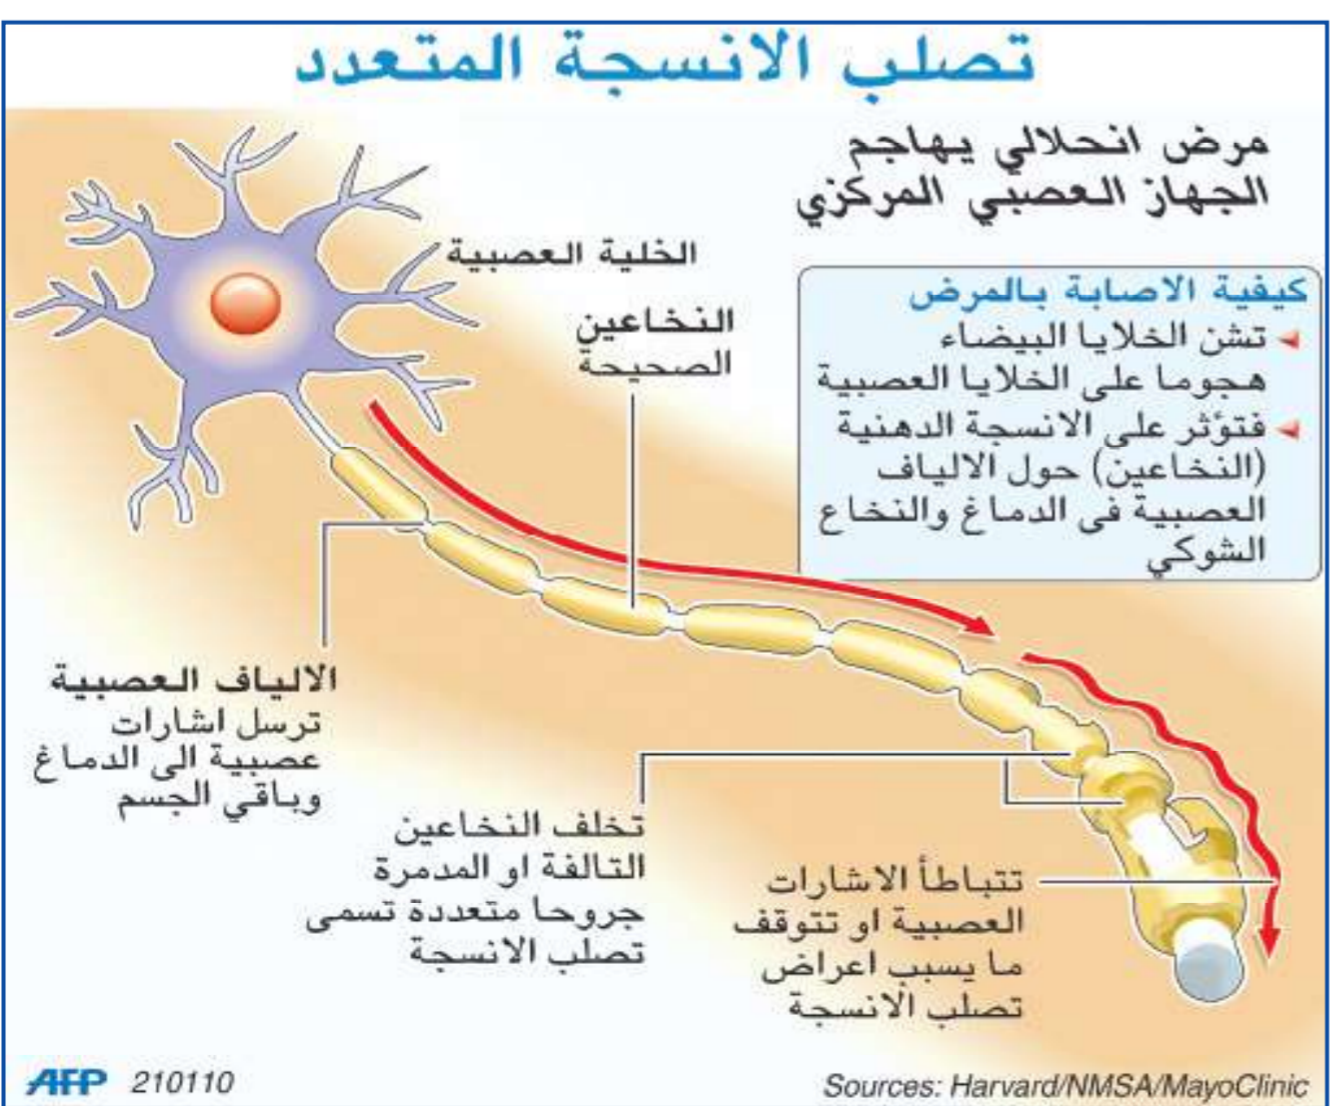 تصلب الانسجة المتعدد
مرض انحلالي يهاجم
الجهاز العصبي المركزي
الخلية العصبية
النخاعين
الصحيحة
كيفية الاصابة بالمرض
تشن الخلايا البيضاء
هجوما على الخلايا العصبية
فتؤثر على الانسجة الدهنية
(النخاعين) حول الالياف
العصبية في الدماغ والنخاع
الشوكي
الالياف العصبية
ترسل اشارات
عصبية الى الدماغ
وباقي الجسم
تخلف النخاعين
التالفة او المدمرة
جروحا متعددة تسمى
تصلب الانسجة
تتباطأ الاشارات
العصبية او تتوقف
ما يسبب اعراض
تصلب الانسجة
AFP 210110
Sources: Harvard/NMSA/MayoClinic